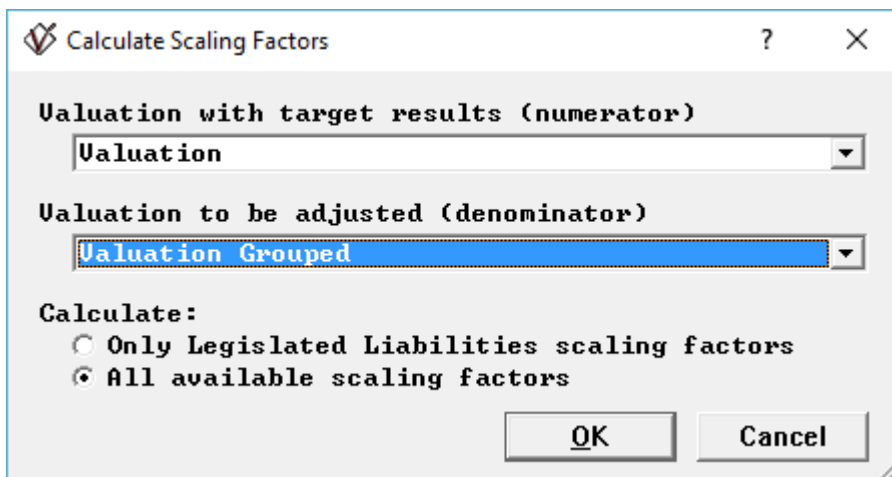 Calculate Scaling Factors
Valuation with target results (numerator)
Valuation
Valuation to be adjusted (denominator)
Valuation Grouped
Calculate:
Only Legislated Liabilities scaling factors
All available scaling factors
OK Cancel